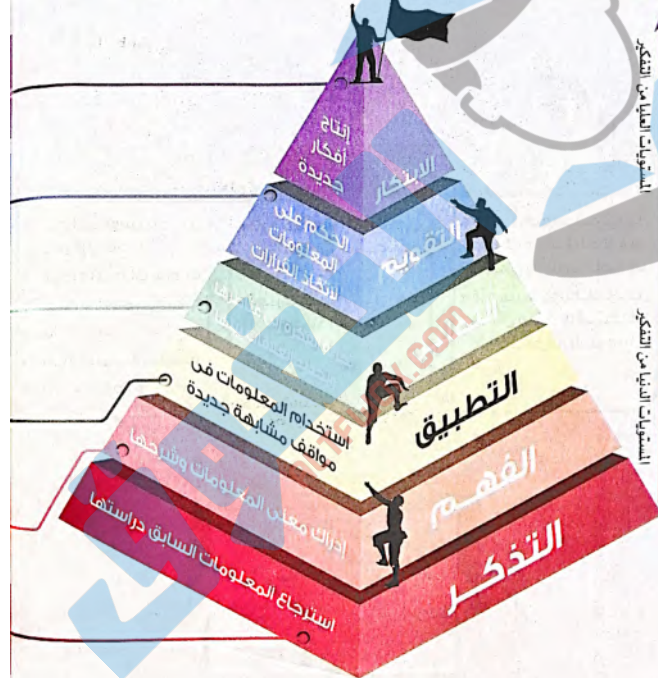 المستويات العليا من التفكير
إنتاج
أفكار
جديدة
الابتكار
الحكم على
المعلومات
لاتخاذ القرارات
التقويم
المستويات الدنيا من التفكير
التطبيق
استخدام المعلومات فى
مواقف مشابهة جديدة
الفهم
إدراك معنى المعلومات وشرحها
التذكر
استرجاع المعلومات السابق دراستها